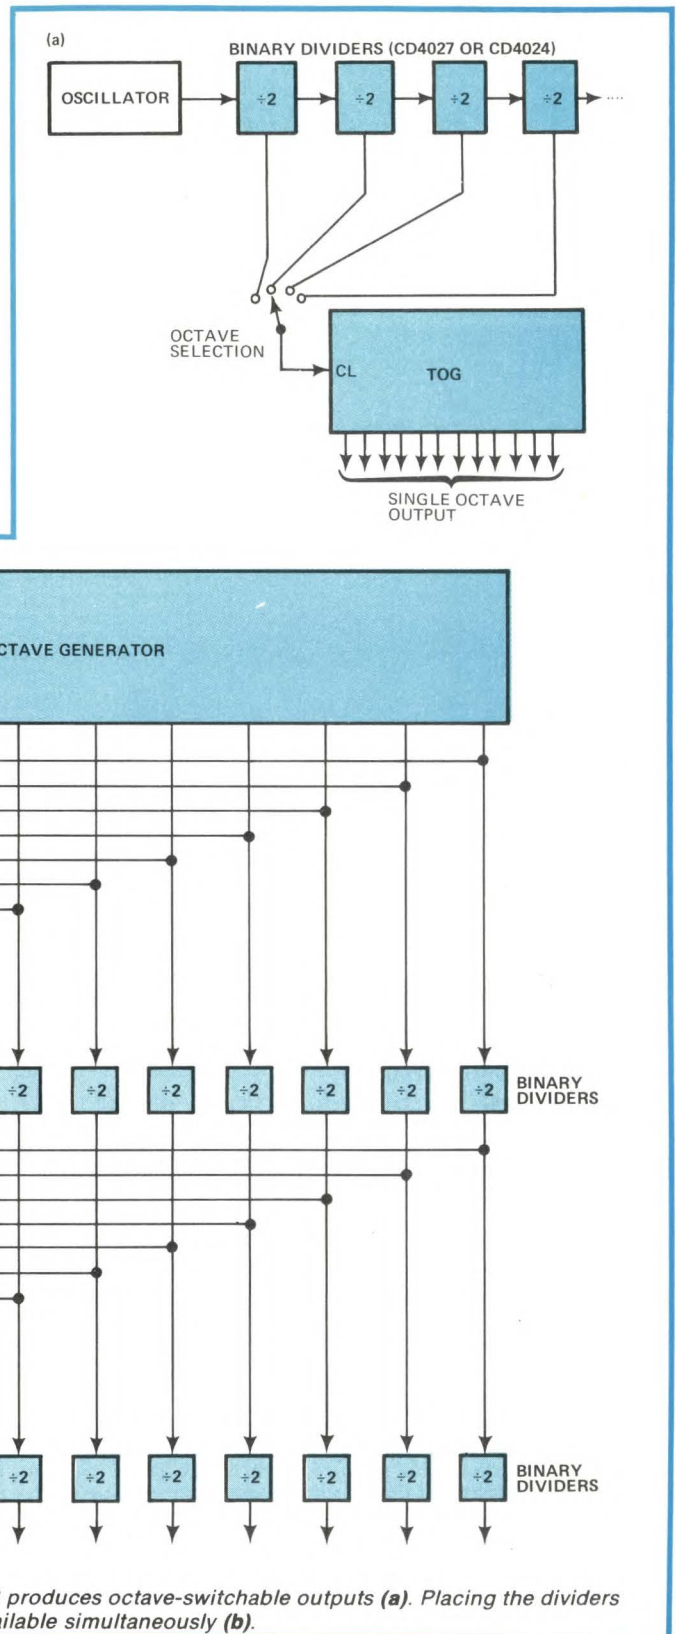 (a)
BINARY DIVIDERS (CD4027 OR CD4024)
OSCILLATOR
÷2 ÷2 ÷2 ÷2 ....
OCTAVE
SELECTION
CL TOG
SINGLE OCTAVE
OUTPUT
CTAVE GENERATOR
÷2 ÷2 ÷2 ÷2 ÷2 ÷2 ÷2
BINARY
DIVIDERS
÷2 ÷2 ÷2 ÷2 ÷2 ÷2 ÷2
BINARY
DIVIDERS
produces octave-switchable outputs (a). Placing the dividers
ailable simultaneously (b).